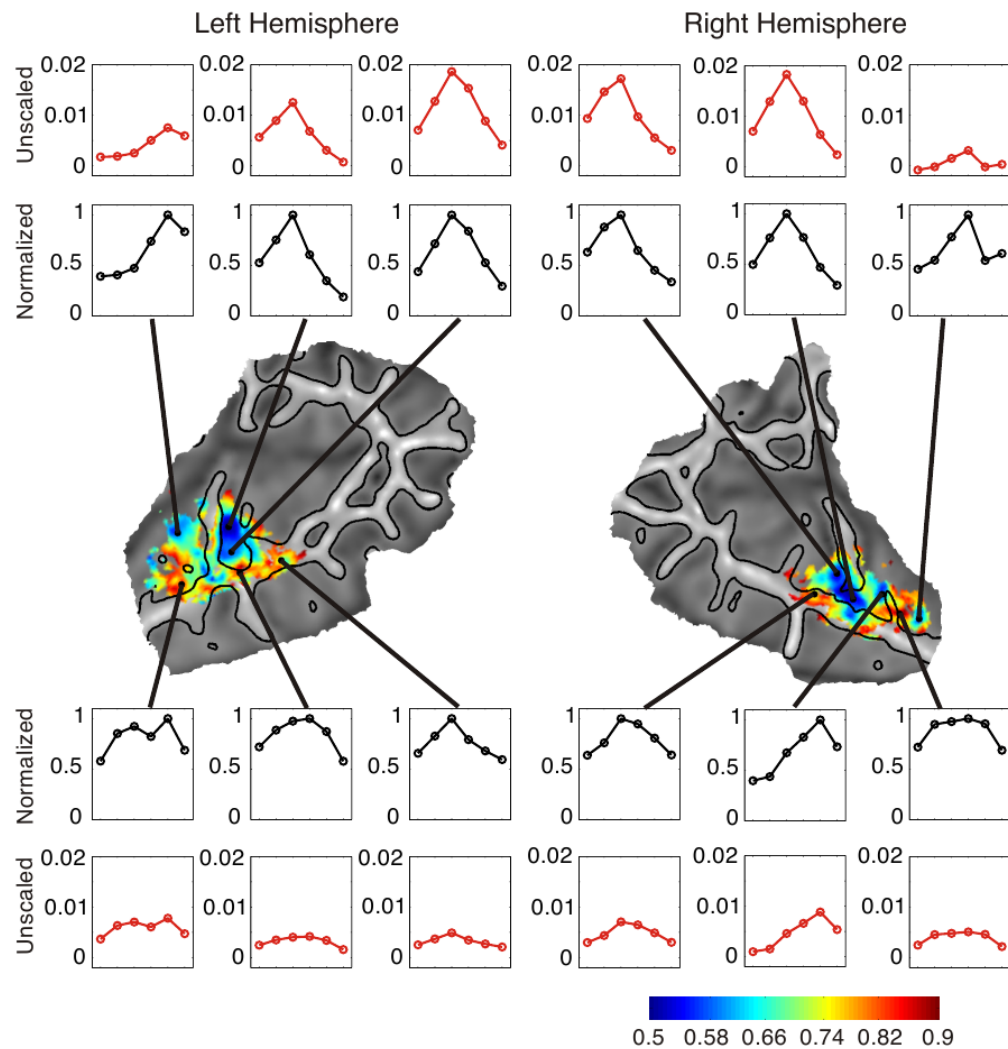 Left Hemisphere Right Hemisphere
Unscaled
0.02 0.02 0.02 0.02 0.02 0.02
0.01 0.01 0.01 0.01 0.01 0.01
0 0 0 0 0 0
Normalized
1 1 1 1 1 1
0.5 0.5 0.5 0.5 0.5 0.5
0 0 0 0 0 0
Normalized
1 1 1 1 1 1
0.5 0.5 0.5 0.5 0.5 0.5
0 0 0 0 0 0
Unscaled
0.02 0.02 0.02 0.02 0.02 0.02
0.01 0.01 0.01 0.01 0.01 0.01
0 0 0 0 0 0
0.5 0.58 0.66 0.74 0.82 0.9